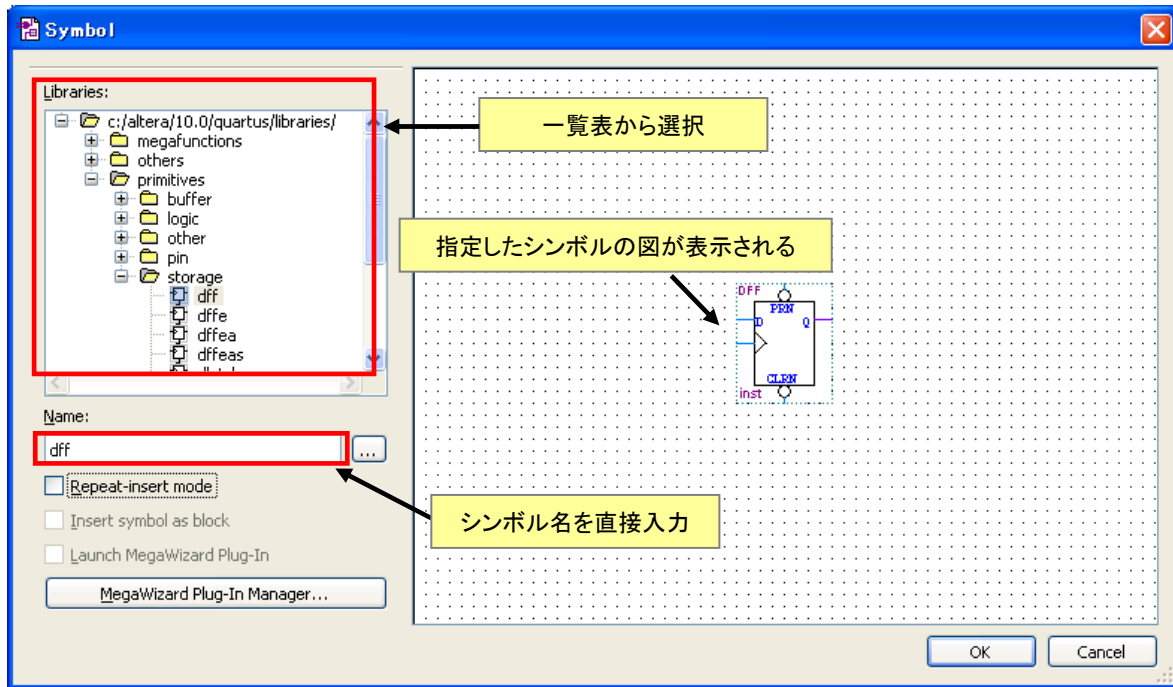 Symbol
Libraries:
c:/altera/10.0/quartus/libraries/
megafunctions
others
primitives
buffer
logic
other
pin
storage
dff
dffe
dffea
dffeas
一覧表から選択
指定したシンボルの図が表示される
DFF
PRN
D Q
CLRN
inst
Name:
dff
...
Repeat-insert mode
シンボル名を直接入力
Insert symbol as block
Launch MegaWizard Plug-In
MegaWizard Plug-In Manager...
OK Cancel